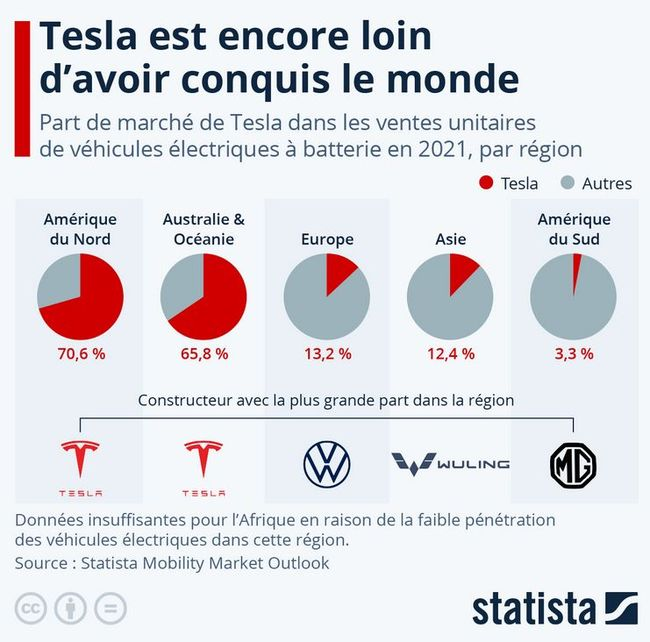 Tesla est encore loin
d’avoir conquis le monde
Part de marché de Tesla dans les ventes unitaires
de véhicules électriques à batterie en 2021, par région
Tesla Autres
Amérique
du Nord
Australie &
Océanie
Europe
Asie
Amérique
du Sud
70,6 % 65,8 % 13,2 % 12,4 % 3,3 %
Constructeur avec la plus grande part dans la région
TESLA TESLA VW WULING MG
Données insuffisantes pour l’Afrique en raison de la faible pénétration
des véhicules électriques dans cette région.
Source : Statista Mobility Market Outlook
cc = statista